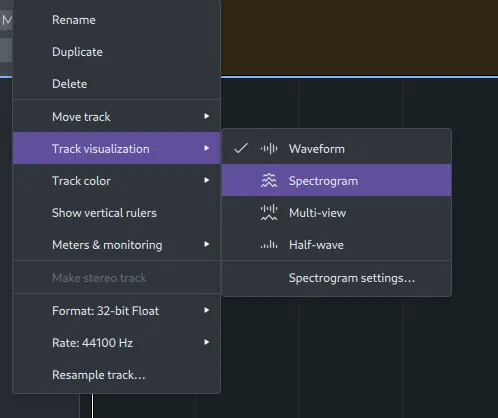 M
Rename
Duplicate
Delete
Move track
Track visualization
Waveform
Track color
Spectrogram
Show vertical rulers
Multi-view
Meters & monitoring
Half-wave
Make stereo track
Spectrogram settings...
Format: 32-bit Float
Rate: 44100 Hz
Resample track...